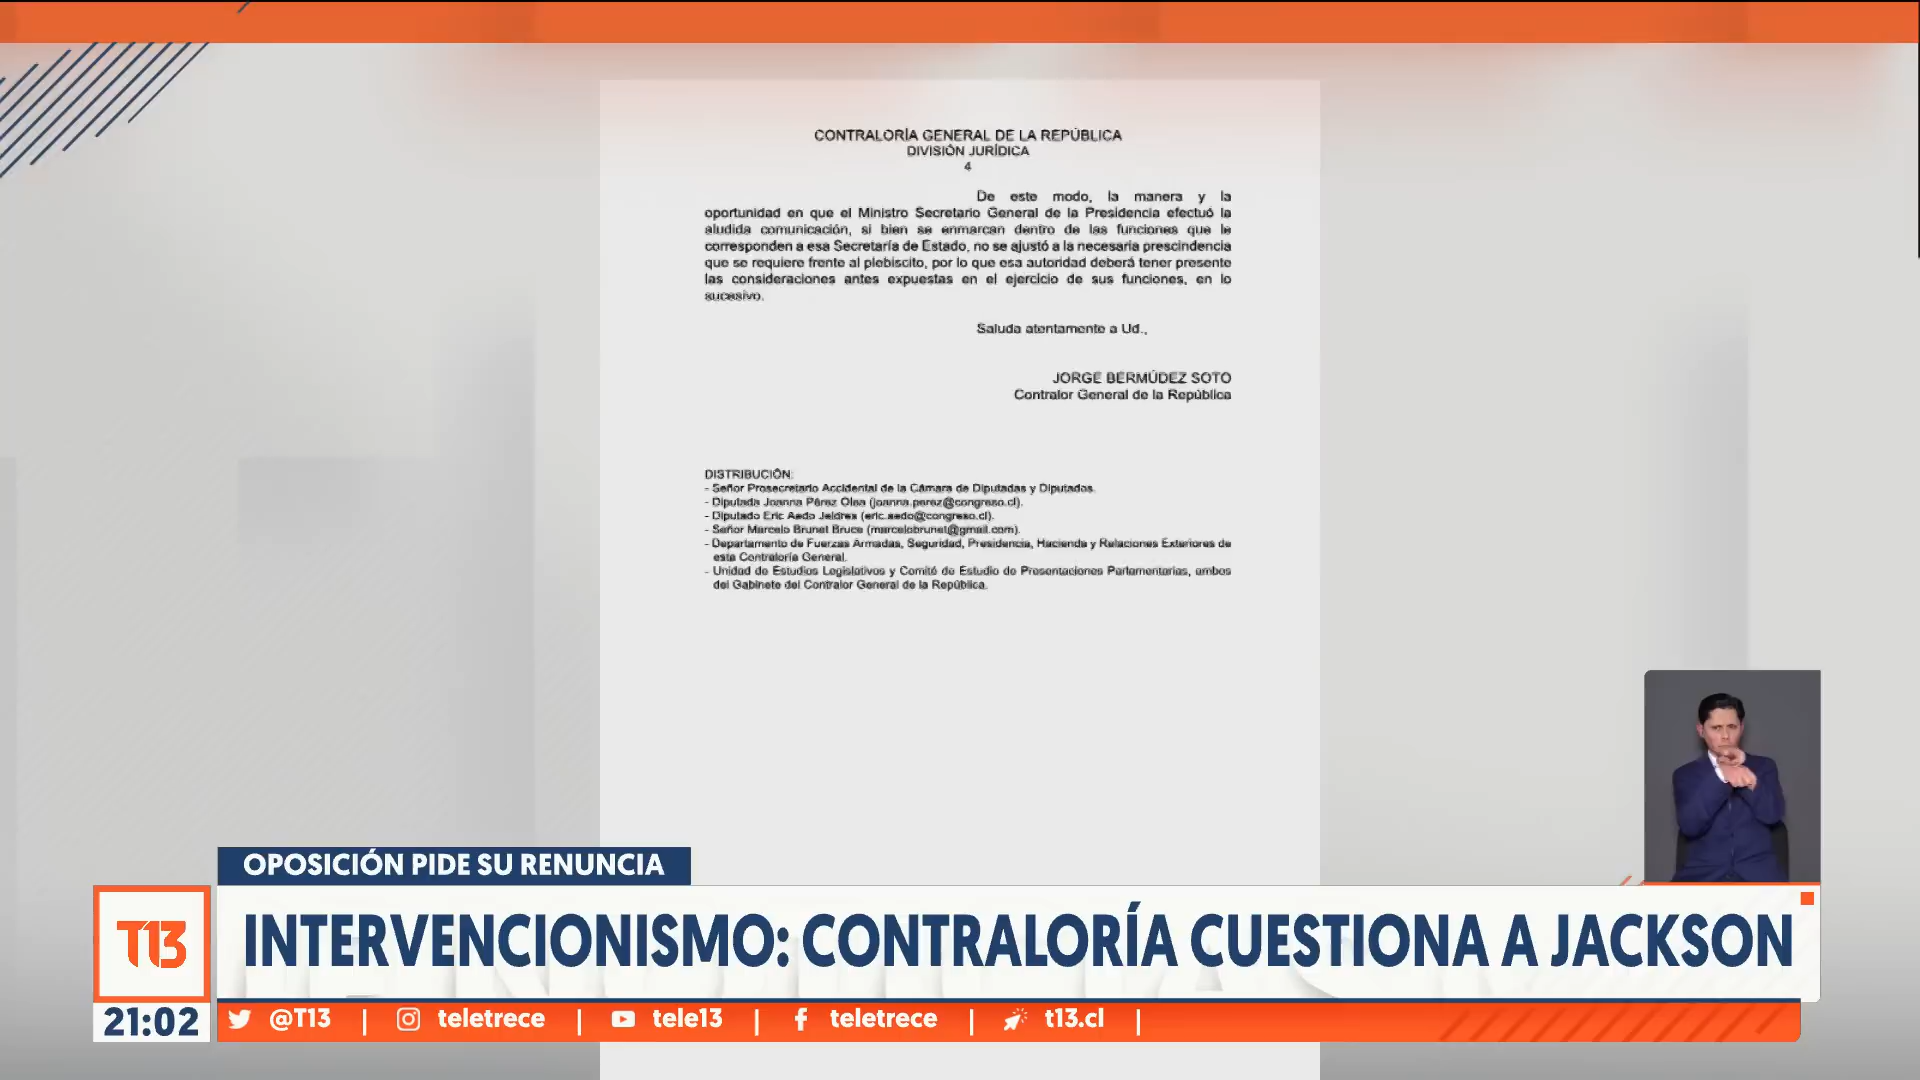 CONTRALORÍA GENERAL DE LA REPÚBLICA
DIVISIÓN JURÍDICA
4
De este modo, la manera y la
oportunidad en que el Ministro Secretario General de la Presidencia efectuó la
aludida comunicación, si bien se enmarcan dentro de las funciones que le
corresponden a esa Secretaría de Estado, no se ajustó a la necesaria prescindencia
que se requiere frente al plebiscito, por lo que esa autoridad deberá tener presente
las consideraciones antes expuestas en el ejercicio de sus funciones, en lo
sucesivo.
Saluda atentamente a Ud.,
JORGE BERMÚDEZ SOTO
Contralor General de la República
DISTRIBUCIÓN:
- Señor Prosecretario Accidental de la Cámara de Diputadas y Diputados.
- Diputada Joanna Pérez Olea (joanna.perez@congreso.cl).
- Diputado Eric Aedo Jeldres (eric.aedo@congreso.cl).
- Señor Marcelo Brunet Bruce (marcelobrunet@gmail.com).
- Departamento de Fuerzas Armadas, Seguridad, Presidencia, Hacienda y Relaciones Exteriores de
esta Contraloría General.
- Unidad de Estudios Legislativos y Comité de Estudio de Presentaciones Parlamentarias, ambos
del Gabinete del Contralor General de la República.
OPOSICIÓN PIDE SU RENUNCIA
T13
INTERVENCIONISMO: CONTRALORÍA CUESTIONA A JACKSON
21:02
@T13 | teletrece | tele13 | teletrece | t13.cl |